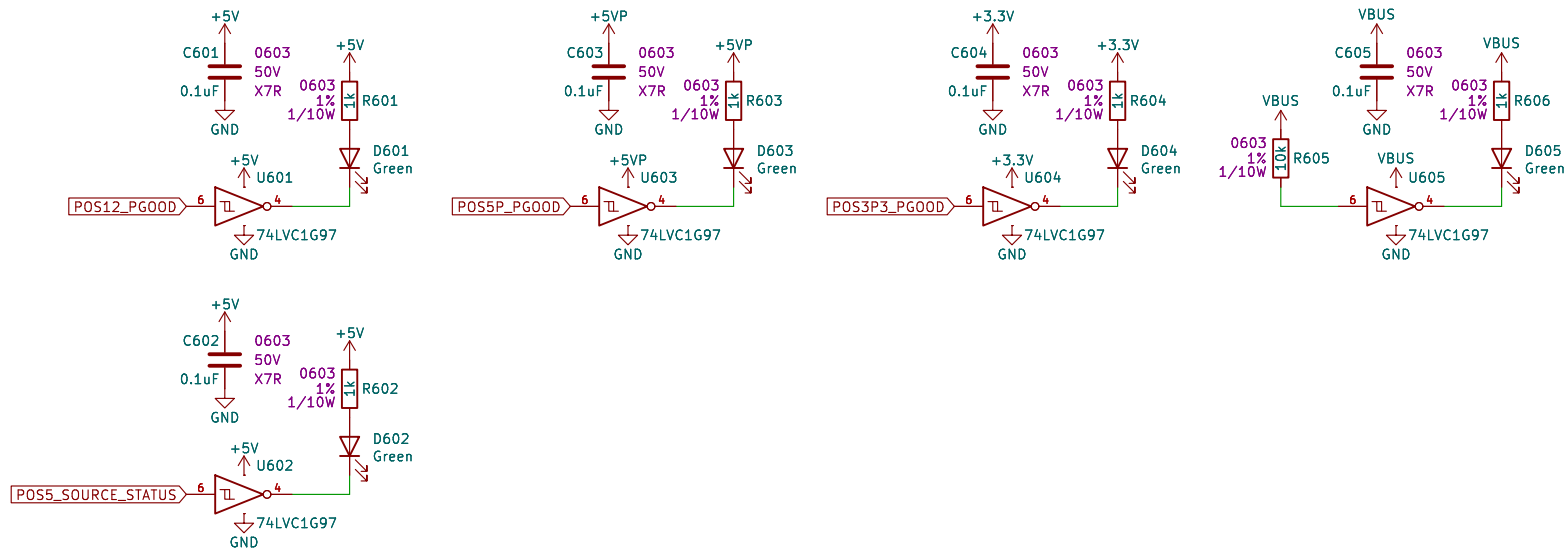 +5V
C601
0603
50V
X7R
0.1uF
GND
+5V
0603
1%
1/10W
1k
R601
D601
Green
+5V
U601
POS12_PGOOD
6
4
74LVC1G97
GND
+5VP
C603
0603
50V
X7R
0.1uF
GND
+5VP
0603
1%
1/10W
1k
R603
D603
Green
+5VP
U603
POS5P_PGOOD
6
4
74LVC1G97
GND
+3.3V
C604
0603
50V
X7R
0.1uF
GND
+3.3V
0603
1%
1/10W
1k
R604
D604
Green
+3.3V
U604
POS3P3_PGOOD
6
4
74LVC1G97
GND
VBUS
C605
0603
50V
X7R
0.1uF
GND
VBUS
0603
1%
1/10W
1k
R606
D605
Green
VBUS
0603
1%
1/10W
10k
R605
VBUS
U605
6
4
74LVC1G97
GND
+5V
C602
0603
50V
X7R
0.1uF
GND
+5V
0603
1%
1/10W
1k
R602
D602
Green
+5V
U602
POS5_SOURCE_STATUS
6
4
74LVC1G97
GND